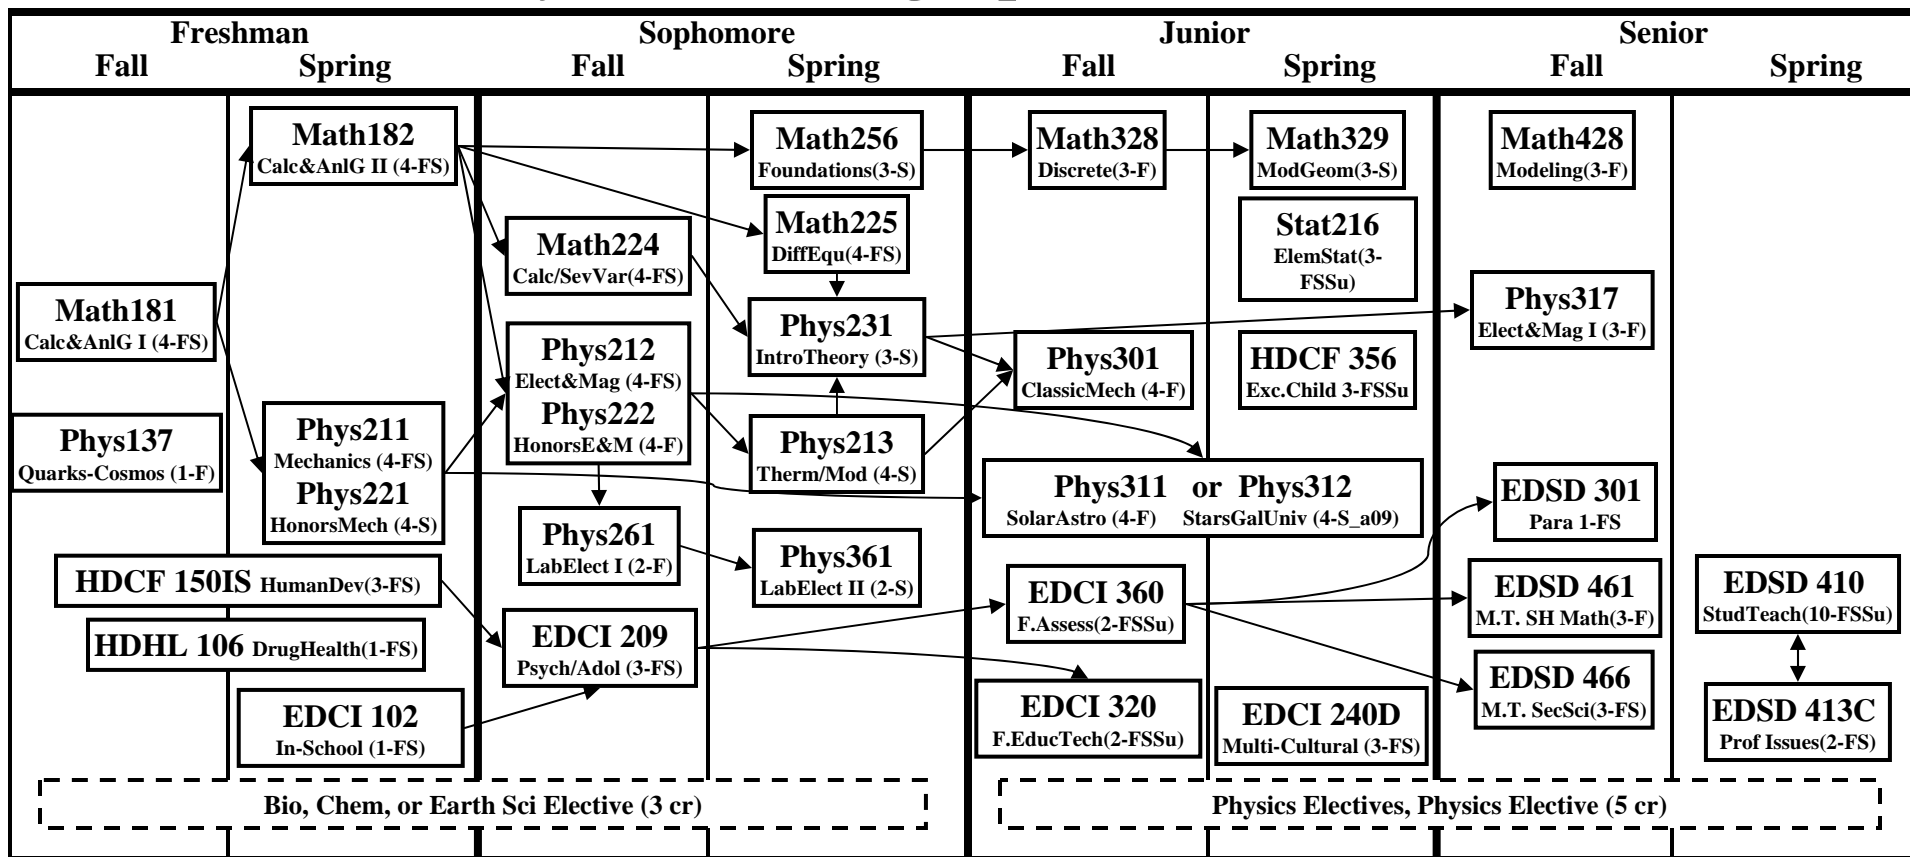 Freshman
Sophomore
Junior
Senior
Fall
Spring
Fall
Spring
Fall
Spring
Fall
Spring
Math181
Calc&AnlG I (4-FS)
Phys137
Quarks-Cosmos (1-F)
Math182
Calc&AnlG II (4-FS)
Phys211
Mechanics (4-FS)
Phys221
HonorsMech (4-S)
HDCF 150IS HumanDev(3-FS)
HDHL 106 DrugHealth(1-FS)
EDCI 102
In-School (1-FS)
Math224
Calc/SevVar(4-FS)
Phys212
Elect&Mag (4-FS)
Phys222
HonorsE&M (4-F)
Phys261
LabElect I (2-F)
EDCI 209
Psych/Adol (3-FS)
Math256
Foundations(3-S)
Math225
DiffEqu(4-FS)
Phys231
IntroTheory (3-S)
Phys213
Therm/Mod (4-S)
Phys361
LabElect II (2-S)
Math328
Discrete(3-F)
Phys301
ClassicMech (4-F)
Phys311 or Phys312
SolarAstro (4-F) StarsGalUniv (4-S_a09)
EDCI 360
F.Assess(2-FSSu)
EDCI 320
F.EducTech(2-FSSu)
Math329
ModGeom(3-S)
Stat216
ElemStat(3-
FSSu)
HDCF 356
Exc.Child 3-FSSu
EDCI 240D
Multi-Cultural (3-FS)
Math428
Modeling(3-F)
Phys317
Elect&Mag I (3-F)
EDSD 301
Para 1-FS
EDSD 461
M.T. SH Math(3-F)
EDSD 466
M.T. SecSci(3-FS)
EDSD 410
StudTeach(10-FSSu)
EDSD 413C
Prof Issues(2-FS)
Bio, Chem, or Earth Sci Elective (3 cr)
Physics Electives, Physics Elective (5 cr)